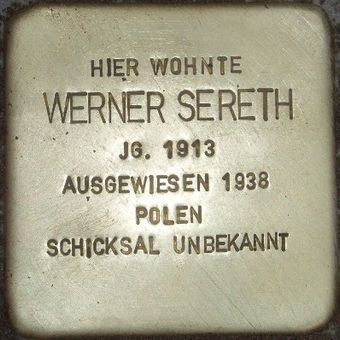 HIER WOHNTE
WERNER SERETH
JG. 1913
AUSGEWIESEN 1938
POLEN
SCHICKSAL UNBEKANNT